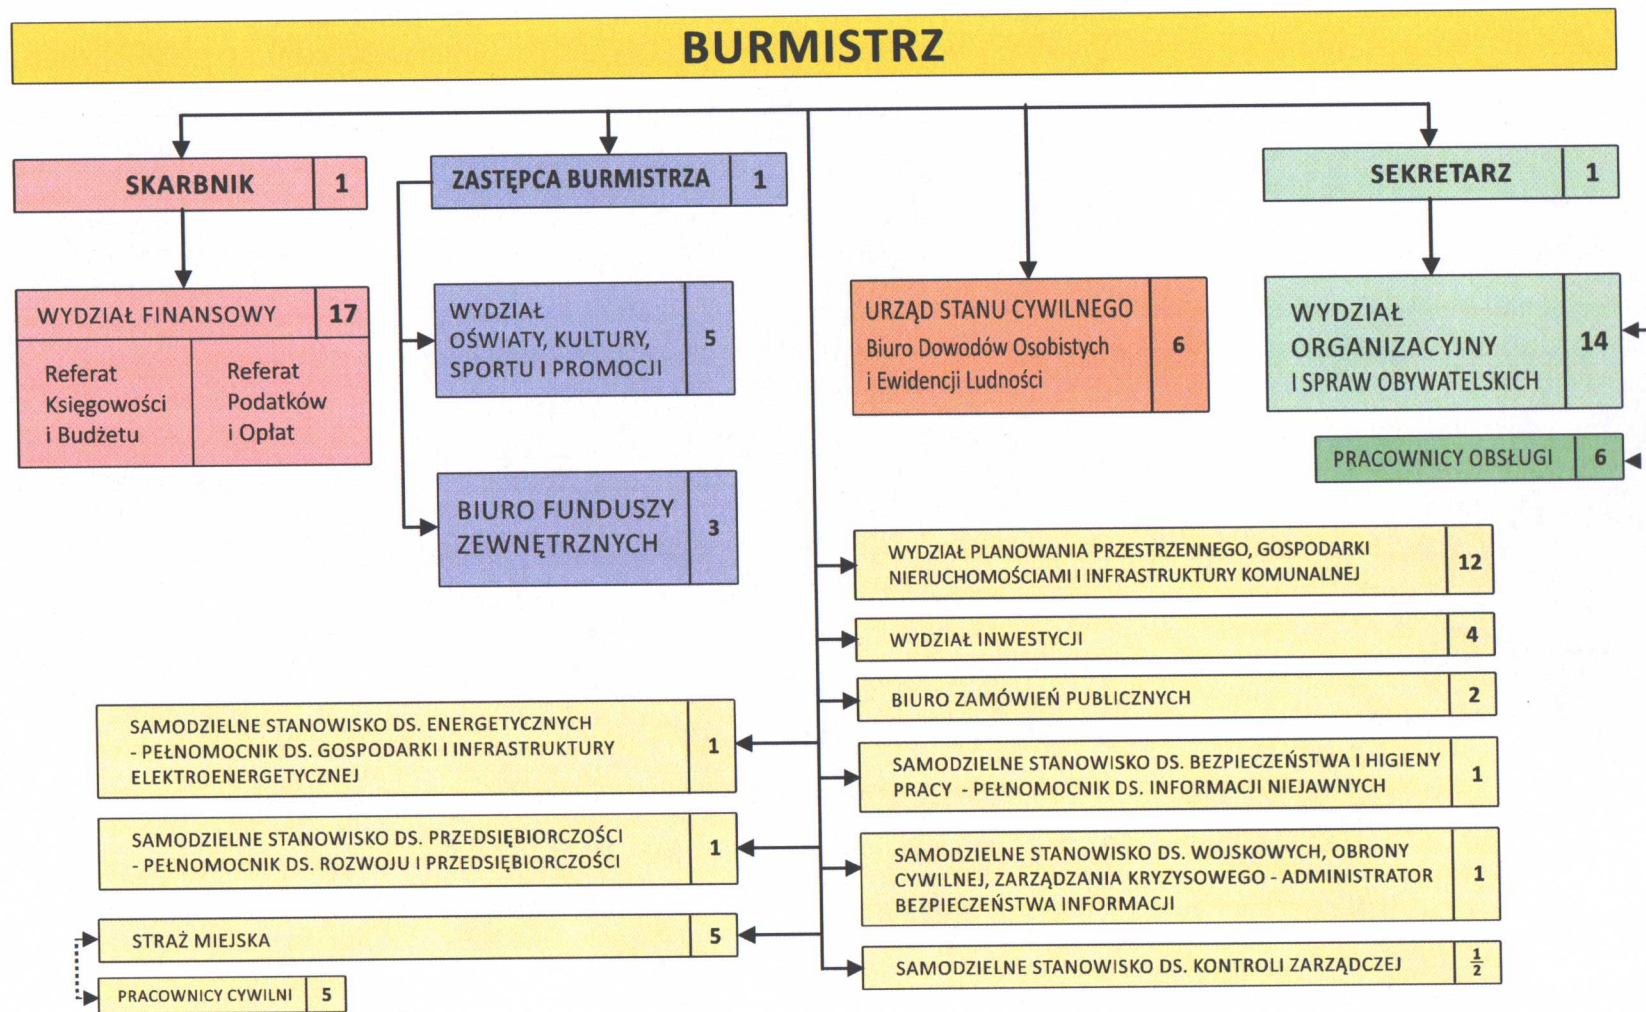 BURMISTRZ
SKARBNIK 1
ZASTĘPCA BURMISTRZA 1
SEKRETARZ 1
WYDZIAŁ FINANSOWY 17
Referat
Księgowości
i Budżetu
Referat
Podatków
i Opłat
WYDZIAŁ
OŚWIATY, KULTURY,
SPORTU I PROMOCJI
5
BIURO FUNDUSZY
ZEWNĘTRZNYCH
3
URZĄD STANU CYWILNEGO
Biuro Dowodów Osobistych
i Ewidencji Ludności
6
WYDZIAŁ
ORGANIZACYJNY
I SPRAW OBYWATELSKICH
14
PRACOWNICY OBSŁUGI 6
WYDZIAŁ PLANOWANIA PRZESTRZENNEGO, GOSPODARKI
NIERUCHOMOŚCIAMI I INFRASTRUKTURY KOMUNALNEJ
12
WYDZIAŁ INWESTYCJI 4
BIURO ZAMÓWIEŃ PUBLICZNYCH 2
SAMODZIELNE STANOWISKO DS. BEZPIECZEŃSTWA I HIGIENY
PRACY - PEŁNOMOCNIK DS. INFORMACJI NIEJAWNYCH
1
SAMODZIELNE STANOWISKO DS. WOJSKOWYCH, OBRONY
CYWILNEJ, ZARZĄDZANIA KRYZYSOWEGO - ADMINISTRATOR
BEZPIECZEŃSTWA INFORMACJI
1
SAMODZIELNE STANOWISKO DS. KONTROLI ZARZĄDCZEJ 1/2
SAMODZIELNE STANOWISKO DS. ENERGETYCZNYCH
- PEŁNOMOCNIK DS. GOSPODARKI I INFRASTRUKTURY
ELEKTROENERGETYCZNEJ
1
SAMODZIELNE STANOWISKO DS. PRZEDSIĘBIORCZOŚCI
- PEŁNOMOCNIK DS. ROZWOJU I PRZEDSIĘBIORCZOŚCI
1
STRAŻ MIEJSKA 5
PRACOWNICY CYWILNI 5